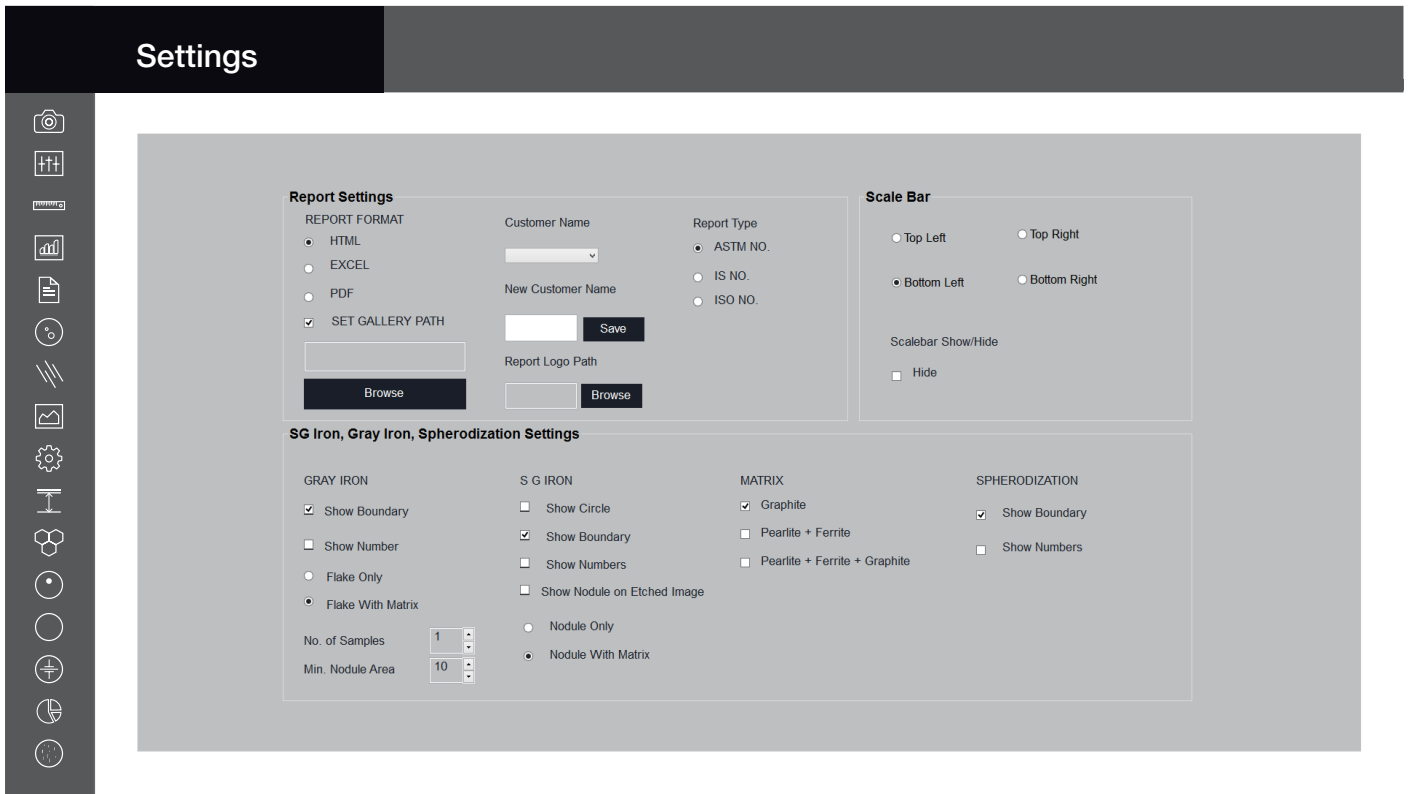 Settings
Report Settings
REPORT FORMAT
HTML
EXCEL
PDF
SET GALLERY PATH
Browse
Customer Name
New Customer Name
Save
Report Logo Path
Browse
Report Type
ASTM NO.
IS NO.
ISO NO.
Scale Bar
Top Left
Top Right
Bottom Left
Bottom Right
Scalebar Show/Hide
Hide
SG Iron, Gray Iron, Spherodization Settings
GRAY IRON
Show Boundary
Show Number
Flake Only
Flake With Matrix
No. of Samples 1
Min. Nodule Area 10
S G IRON
Show Circle
Show Boundary
Show Numbers
Show Nodule on Etched Image
Nodule Only
Nodule With Matrix
MATRIX
Graphite
Pearlite + Ferrite
Pearlite + Ferrite + Graphite
SPHERODIZATION
Show Boundary
Show Numbers